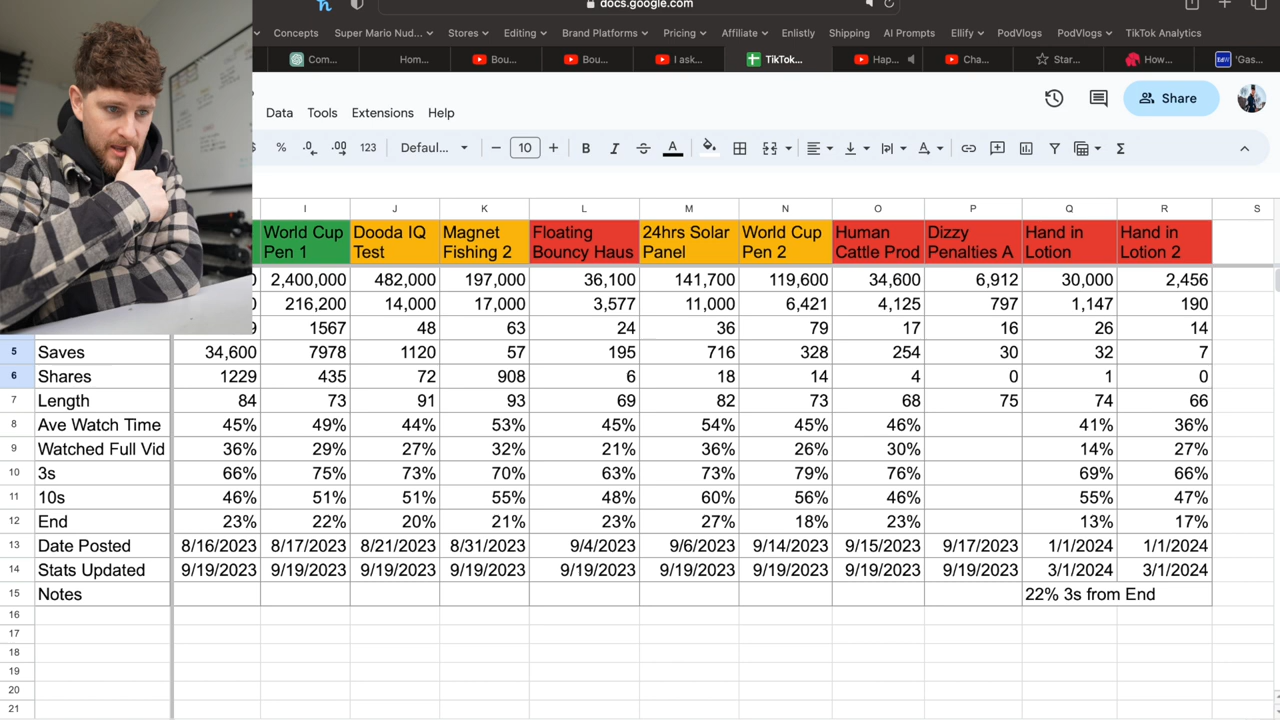 docs.google.com
Concepts Super Mario Nud... Stores Editing Brand Platforms Pricing Affiliate Enlistly Shipping AI Prompts Ellify PodVlogs PodVlogs TikTok Analytics
Com... Hom... Bou... Bou... I ask... TikTok... Hap... Cha... Star... How... 'Gas...
Data Tools Extensions Help
Share
% .0 .00 123 Defaul... 10 B I S A
I J K L M N O P Q R S
World Cup Dooda IQ Magnet Floating 24hrs Solar World Cup Human Dizzy Hand in Hand in
Pen 1 Test Fishing 2 Bouncy Haus Panel Pen 2 Cattle Prod Penalties A Lotion Lotion 2
0 2,400,000 482,000 197,000 36,100 141,700 119,600 34,600 6,912 30,000 2,456
0 216,200 14,000 17,000 3,577 11,000 6,421 4,125 797 1,147 190
9 1567 48 63 24 36 79 17 16 26 14
5 Saves 34,600 7978 1120 57 195 716 328 254 30 32 7
6 Shares 1229 435 72 908 6 18 14 4 0 1 0
7 Length 84 73 91 93 69 82 73 68 75 74 66
8 Ave Watch Time 45% 49% 44% 53% 45% 54% 45% 46% 41% 36%
9 Watched Full Vid 36% 29% 27% 32% 21% 36% 26% 30% 14% 27%
10 3s 66% 75% 73% 70% 63% 73% 79% 76% 69% 66%
11 10s 46% 51% 51% 55% 48% 60% 56% 46% 55% 47%
12 End 23% 22% 20% 21% 23% 27% 18% 23% 13% 17%
13 Date Posted 8/16/2023 8/17/2023 8/21/2023 8/31/2023 9/4/2023 9/6/2023 9/14/2023 9/15/2023 9/17/2023 1/1/2024 1/1/2024
14 Stats Updated 9/19/2023 9/19/2023 9/19/2023 9/19/2023 9/19/2023 9/19/2023 9/19/2023 9/19/2023 9/19/2023 3/1/2024 3/1/2024
15 Notes 22% 3s from End
16
17
18
19
20
21